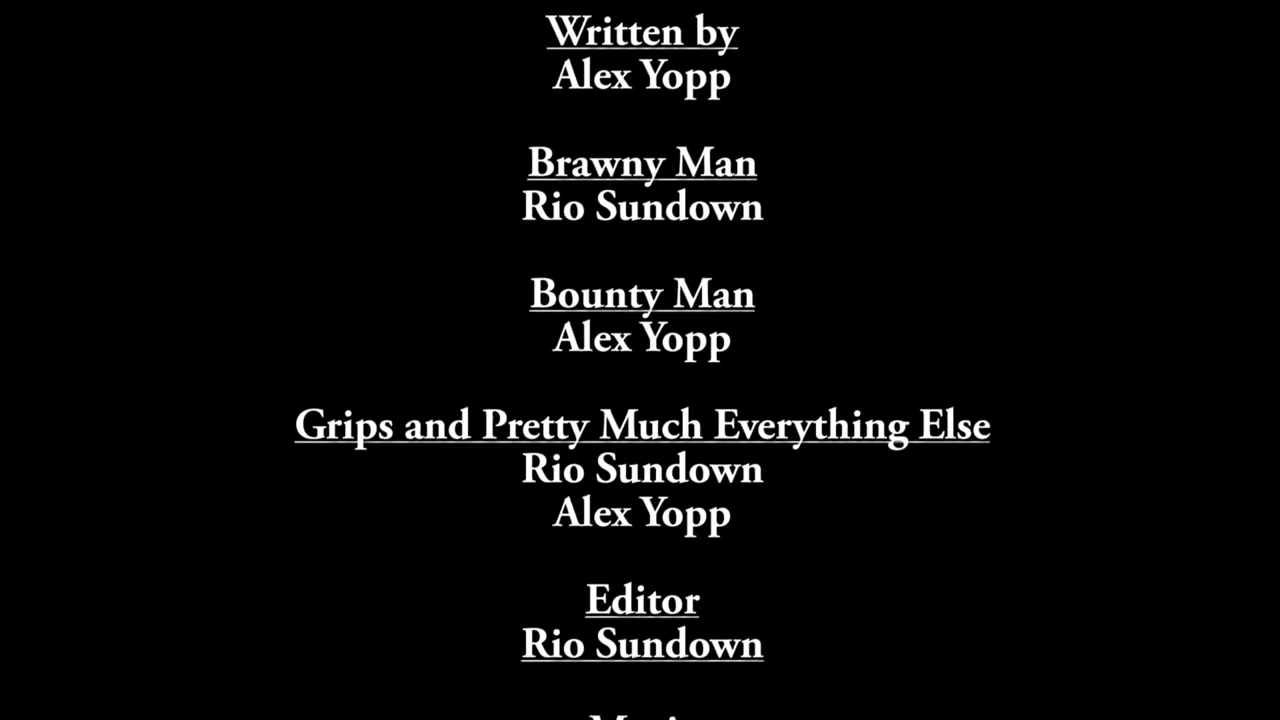 Written by
Alex Yopp
Brawny Man
Rio Sundown
Bounty Man
Alex Yopp
Grips and Pretty Much Everything Else
Rio Sundown
Alex Yopp
Editor
Rio Sundown